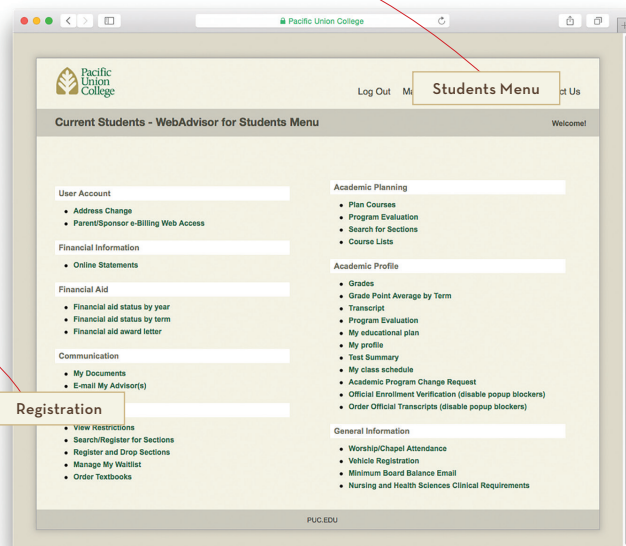 Pacific Union College
Pacific
Union
College
Log Out
Students Menu
ct Us
Current Students - WebAdvisor for Students Menu
Welcome!
User Account
Address Change
Parent/Sponsor e-Billing Web Access
Financial Information
Online Statements
Financial Aid
Financial aid status by year
Financial aid status by term
Financial aid award letter
Communication
My Documents
E-mail My Advisor(s)
Registration
View Restrictions
Search/Register for Sections
Register and Drop Sections
Manage My Waitlist
Order Textbooks
Academic Planning
Plan Courses
Program Evaluation
Search for Sections
Course Lists
Academic Profile
Grades
Grade Point Average by Term
Transcript
Program Evaluation
My educational plan
My profile
Test Summary
My class schedule
Academic Program Change Request
Official Enrollment Verification (disable popup blockers)
Order Official Transcripts (disable popup blockers)
General Information
Worship/Chapel Attendance
Vehicle Registration
Minimum Board Balance Email
Nursing and Health Sciences Clinical Requirements
PUC.EDU